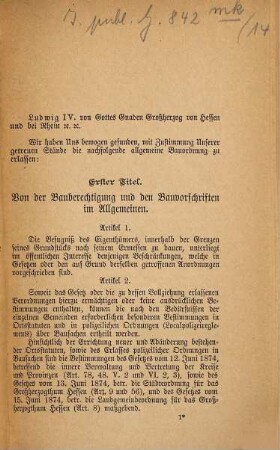 J. publ. G. 842 mk
/14
Ludwig IV. von Gottes Gnaden Großherzog von Hessen
und bei Rhein ꝛc. ꝛc.
Wir haben Uns bewogen gefunden, mit Zustimmung Unserer
getreuen Stände die nachfolgende allgemeine Bauordnung zu
erlassen:
Erster Titel.
Von der Bauberechtigung und den Bauvorschriften
im Allgemeinen.
Artikel 1.
Die Befugniß des Eigenthümers, innerhalb der Grenzen
seines Grundstücks nach seinem Ermessen zu bauen, unterliegt
im öffentlichen Interesse denjenigen Beschränkungen, welche in
Gesetzen oder den auf Grund derselben getroffenen Anordnungen
vorgeschrieben sind.
Artikel 2.
Soweit das Gesetz oder die zu dessen Vollziehung erlassenen
Verordnungen hierzu ermächtigen oder keine ausdrücklichen Be-
stimmungen enthalten, können die nach den Bedürfnissen der
einzelnen Gemeinden erforderlichen besonderen Bestimmungen in
Ortsstatuten und in polizeilichen Ordnungen (Localpolizeiregle-
ments) über Bausachen ertheilt werden.
Hinsichtlich der Errichtung neuer und Abänderung bestehen-
der Ortsstatuten, sowie des Erlasses polizeilicher Ordnungen in
Bausachen sind die Bestimmungen des Gesetzes vom 12. Juni 1874,
betreffend die innere Verwaltung und Vertretung der Kreise
und Provinzen (Art. 78, 48, V. 2 und VI. 2, 3), sowie des
Gesetzes vom 13. Juni 1874, betr. die Städteordnung für das
Großherzogthum Hessen (Art. 9 und 56), und des Gesetzes vom
15. Juni 1874, betr. die Landgemeindeordnung für das Groß-
herzogthum Hessen (Art. 8) maßgebend.
1*